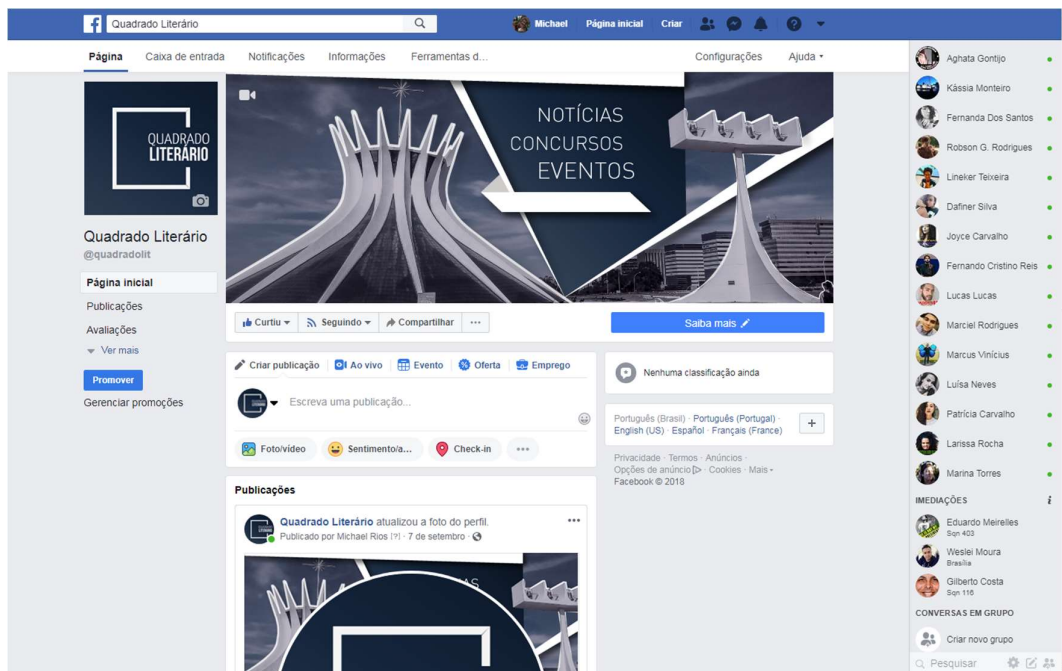 Quadrado Literário
Michael
Página inicial
Criar
Página
Caixa de entrada
Notificações
Informações
Ferramentas d...
Configurações
Ajuda
QUADRADO
LITERÁRIO
NOTÍCIAS
CONCURSOS
EVENTOS
Quadrado Literário
@quadradolit
Página inicial
Publicações
Avaliações
Ver mais
Promover
Gerenciar promoções
Curtiu
Seguindo
Compartilhar
Saiba mais
Criar publicação
Ao vivo
Evento
Oferta
Emprego
Escreva uma publicação...
Foto/vídeo
Sentimento/a...
Check-in
Nenhuma classificação ainda
Português (Brasil) · Português (Portugal) ·
English (US) · Español · Français (France)
Privacidade · Termos · Anúncios ·
Opções de anúncio · Cookies · Mais
Facebook © 2018
Publicações
Quadrado Literário atualizou a foto do perfil.
Publicado por Michael Rios [?] · 7 de setembro ·
Aghata Gontijo
Kássia Monteiro
Fernanda Dos Santos
Robson G. Rodrigues
Lineker Teixeira
Dafiner Silva
Joyce Carvalho
Fernando Cristino Reis
Lucas Lucas
Marciel Rodrigues
Marcus Vinícius
Luísa Neves
Patrícia Carvalho
Larissa Rocha
Marina Torres
IMEDIAÇÕES
Eduardo Meirelles
Sqn 403
Weslei Moura
Brasília
Gilberto Costa
Sqn 116
CONVERSAS EM GRUPO
Criar novo grupo
Pesquisar